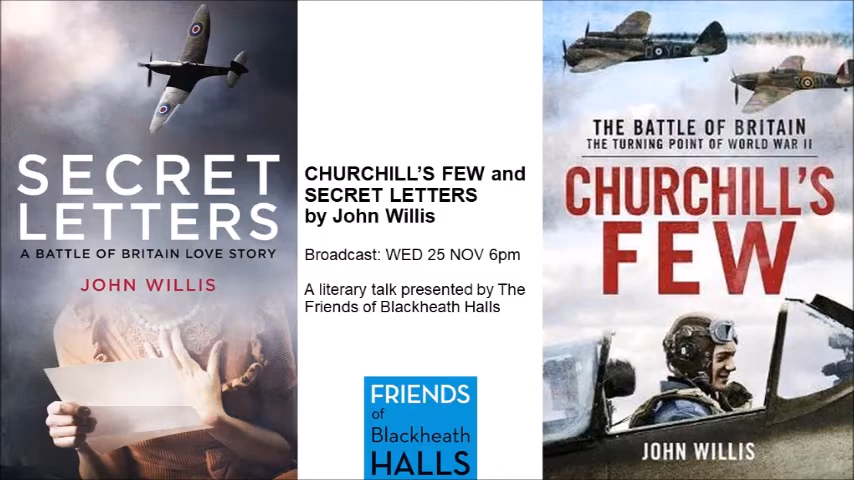 SECRET
LETTERS
A BATTLE OF BRITAIN LOVE STORY
JOHN WILLIS
CHURCHILL'S FEW and
SECRET LETTERS
by John Willis
Broadcast: WED 25 NOV 6pm
A literary talk presented by The
Friends of Blackheath Halls
FRIENDS
of
Blackheath
HALLS
THE BATTLE OF BRITAIN
THE TURNING POINT OF WORLD WAR II
CHURCHILL'S
FEW
JOHN WILLIS